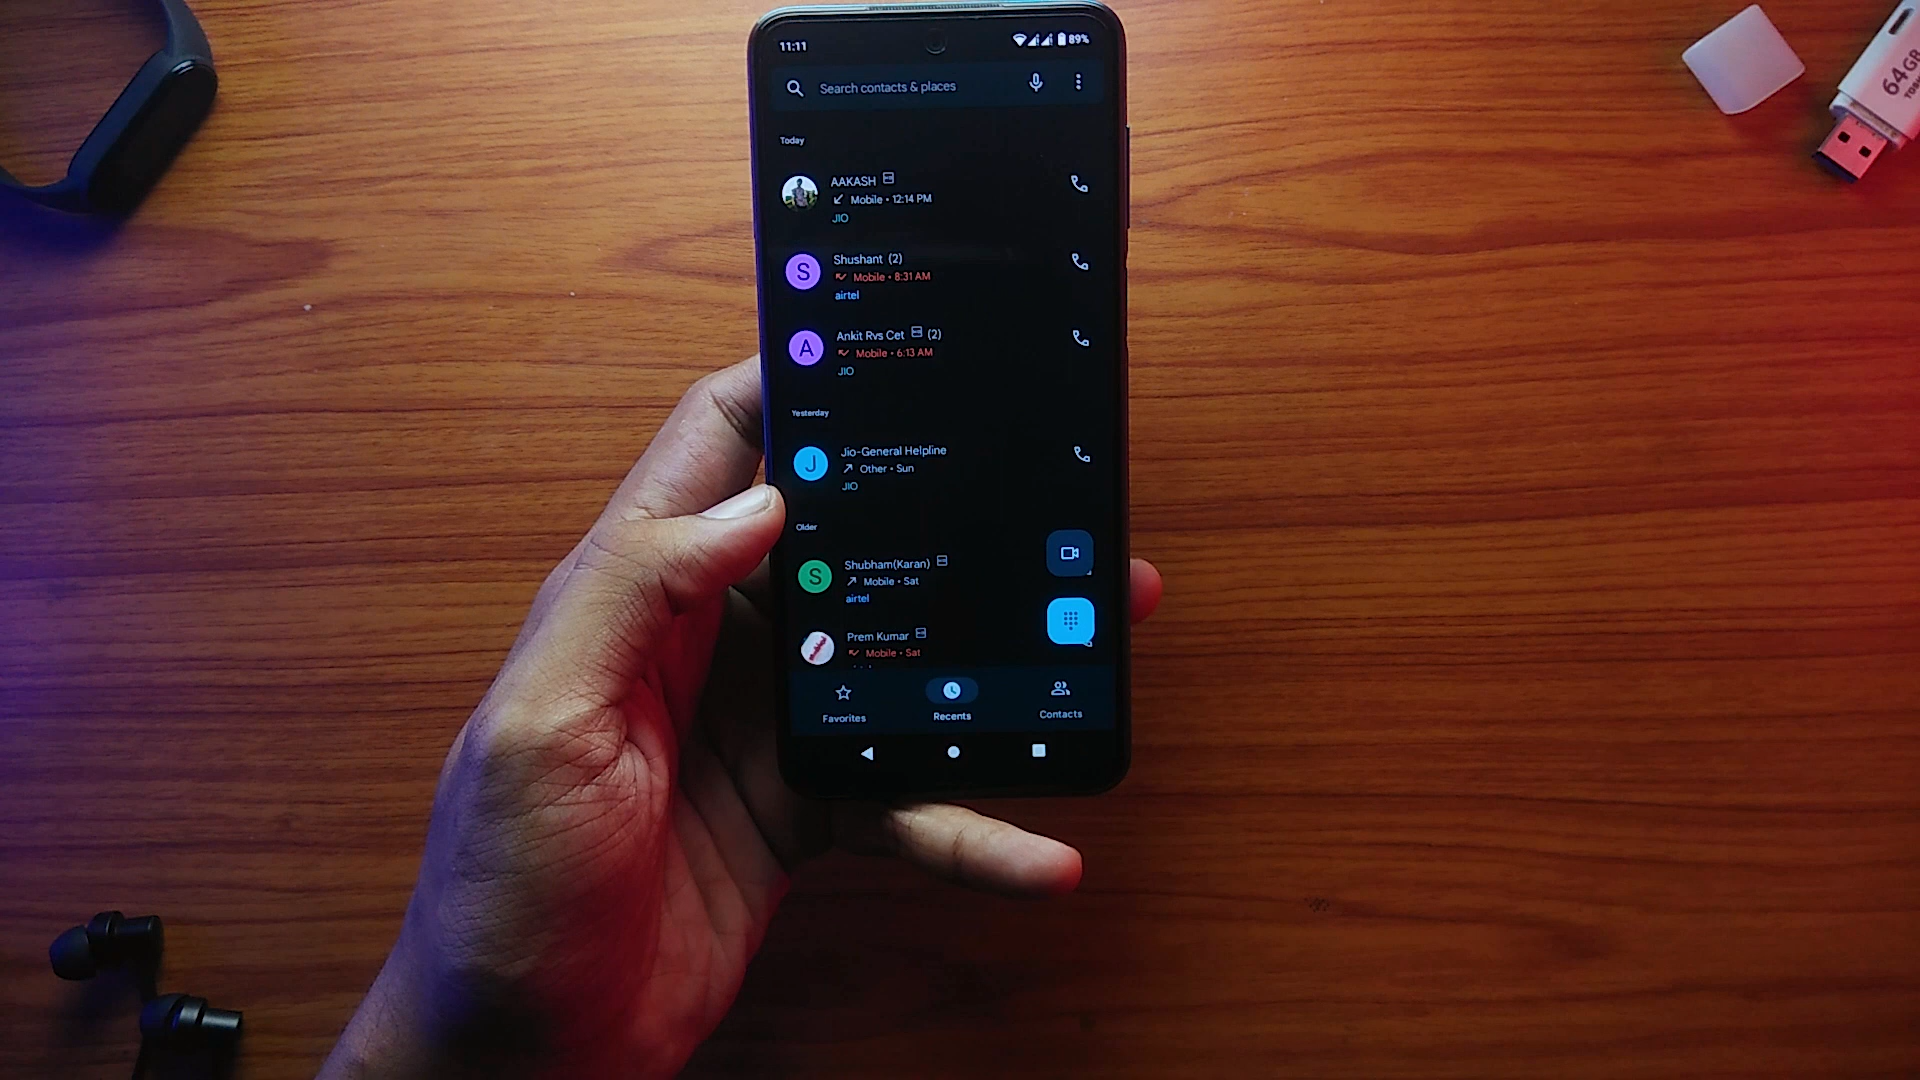 11:11
89%
Search contacts & places
Today
AAKASH
Mobile • 12:14 PM
JIO
S
Shushant (2)
Mobile • 8:31 AM
airtel
A
Ankit Rvs Cet (2)
Mobile • 6:13 AM
JIO
Yesterday
J
Jio-General Helpline
Other • Sun
JIO
Older
S
Shubham(Karan)
Mobile • Sat
airtel
Prem Kumar
Mobile • Sat
Favorites
Recents
Contacts
64GB